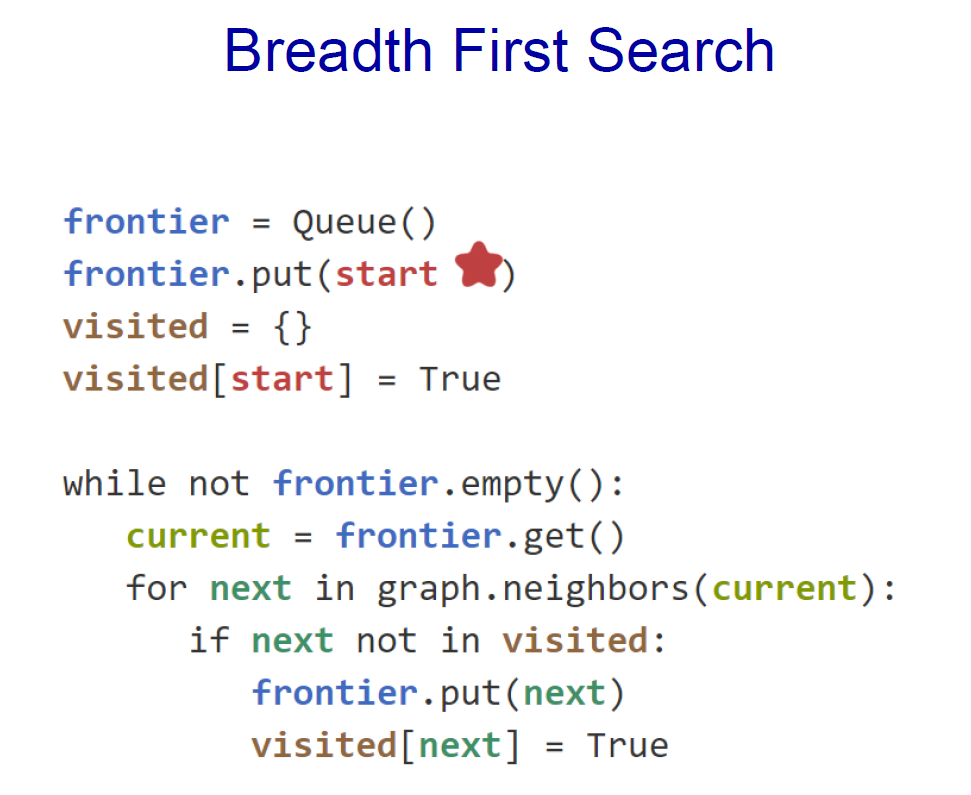 Breadth First Search
frontier = Queue()
frontier.put(start )
visited = {}
visited[start] = True
while not frontier.empty():
   current = frontier.get()
   for next in graph.neighbors(current):
      if next not in visited:
         frontier.put(next)
         visited[next] = True